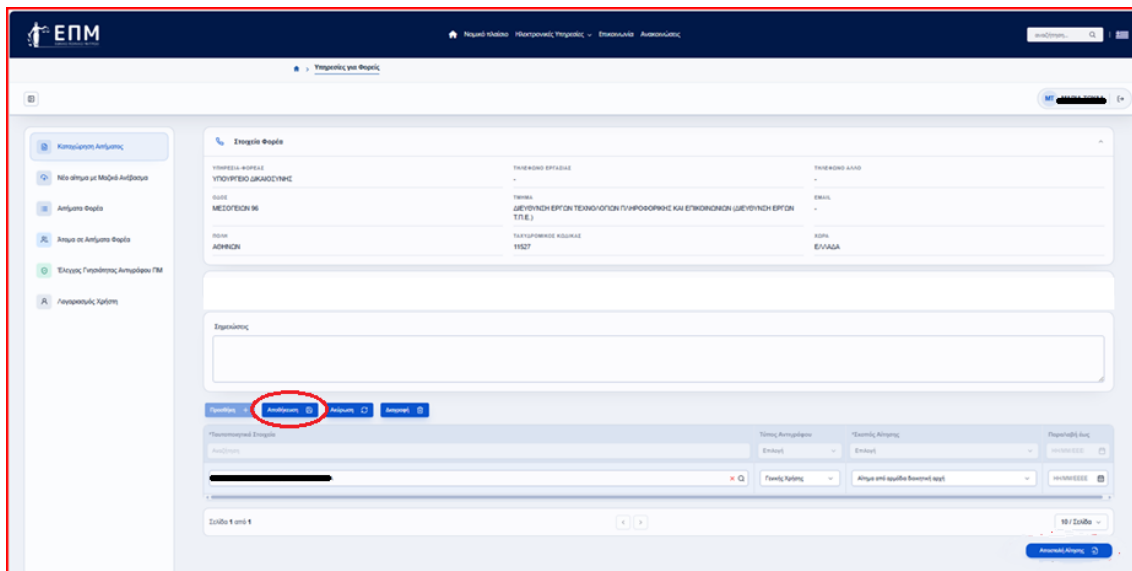 ΕΠΜ
Νομικό πλαίσιο Ηλεκτρονικές Υπηρεσίες Επικοινωνία Ανακοινώσεις
αναζήτηση...
Υπηρεσίες για Φορείς
ΜΤ
Καταχώρηση Αιτήματος
Νέο αίτημα με Μαζικό Ανέβασμα
Αιτήματα Φορέα
Άτομα σε Αιτήματα Φορέα
Έλεγχος Γνησιότητας Αντιγράφου ΠΜ
Λογαριασμός Χρήστη
Στοιχεία Φορέα
ΥΠΗΡΕΣΙΑ-ΦΟΡΕΑΣ ΤΗΛΕΦΩΝΟ ΕΡΓΑΣΙΑΣ ΤΗΛΕΦΩΝΟ ΑΛΛΟ
ΥΠΟΥΡΓΕΙΟ ΔΙΚΑΙΟΣΥΝΗΣ - -
ΟΔΟΣ ΤΜΗΜΑ EMAIL
ΜΕΣΟΓΕΙΩΝ 96 ΔΙΕΥΘΥΝΣΗ ΕΡΓΩΝ ΤΕΧΝΟΛΟΓΙΩΝ ΠΛΗΡΟΦΟΡΙΚΗΣ ΚΑΙ ΕΠΙΚΟΙΝΩΝΙΩΝ (ΔΙΕΥΘΥΝΣΗ ΕΡΓΩΝ -
Τ.Π.Ε.)
ΠΟΛΗ ΤΑΧΥΔΡΟΜΙΚΟΣ ΚΩΔΙΚΑΣ ΧΩΡΑ
ΑΘΗΝΩΝ 11527 ΕΛΛΑΔΑ
Σημειώσεις
Προσθήκη + Αποθήκευση Ακύρωση Διαγραφή
*Ταυτοποιητικά Στοιχεία Τύπος Αντιγράφου *Σκοπός Αίτησης Παραλαβή έως
Αναζήτηση Επιλογή Επιλογή ΗΗ/ΜΜ/ΕΕΕΕ
Γενικής Χρήσης Αίτημα από αρμόδια διοικητική αρχή ΗΗ/ΜΜ/ΕΕΕΕ
Σελίδα 1 από 1 10 / Σελίδα
Αποστολή Αίτησης